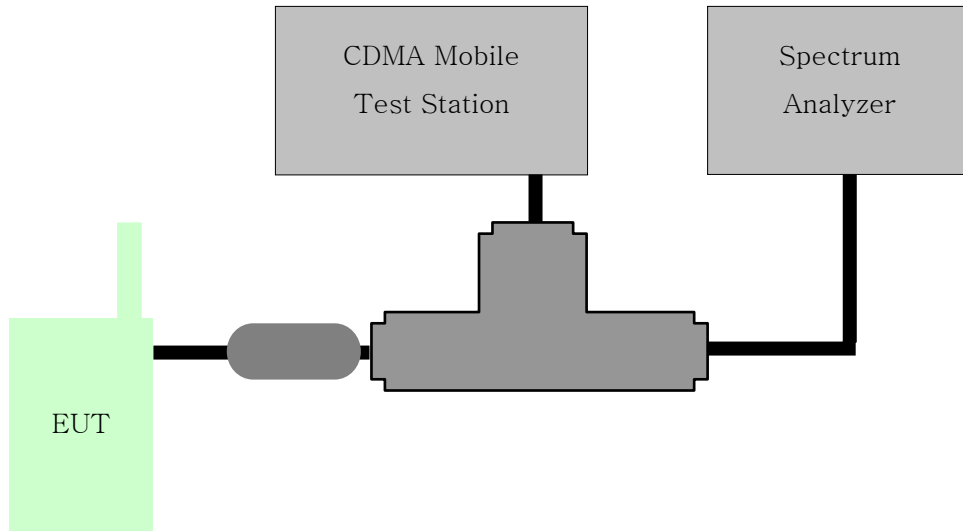 CDMA Mobile
Test Station
Spectrum
Analyzer
EUT